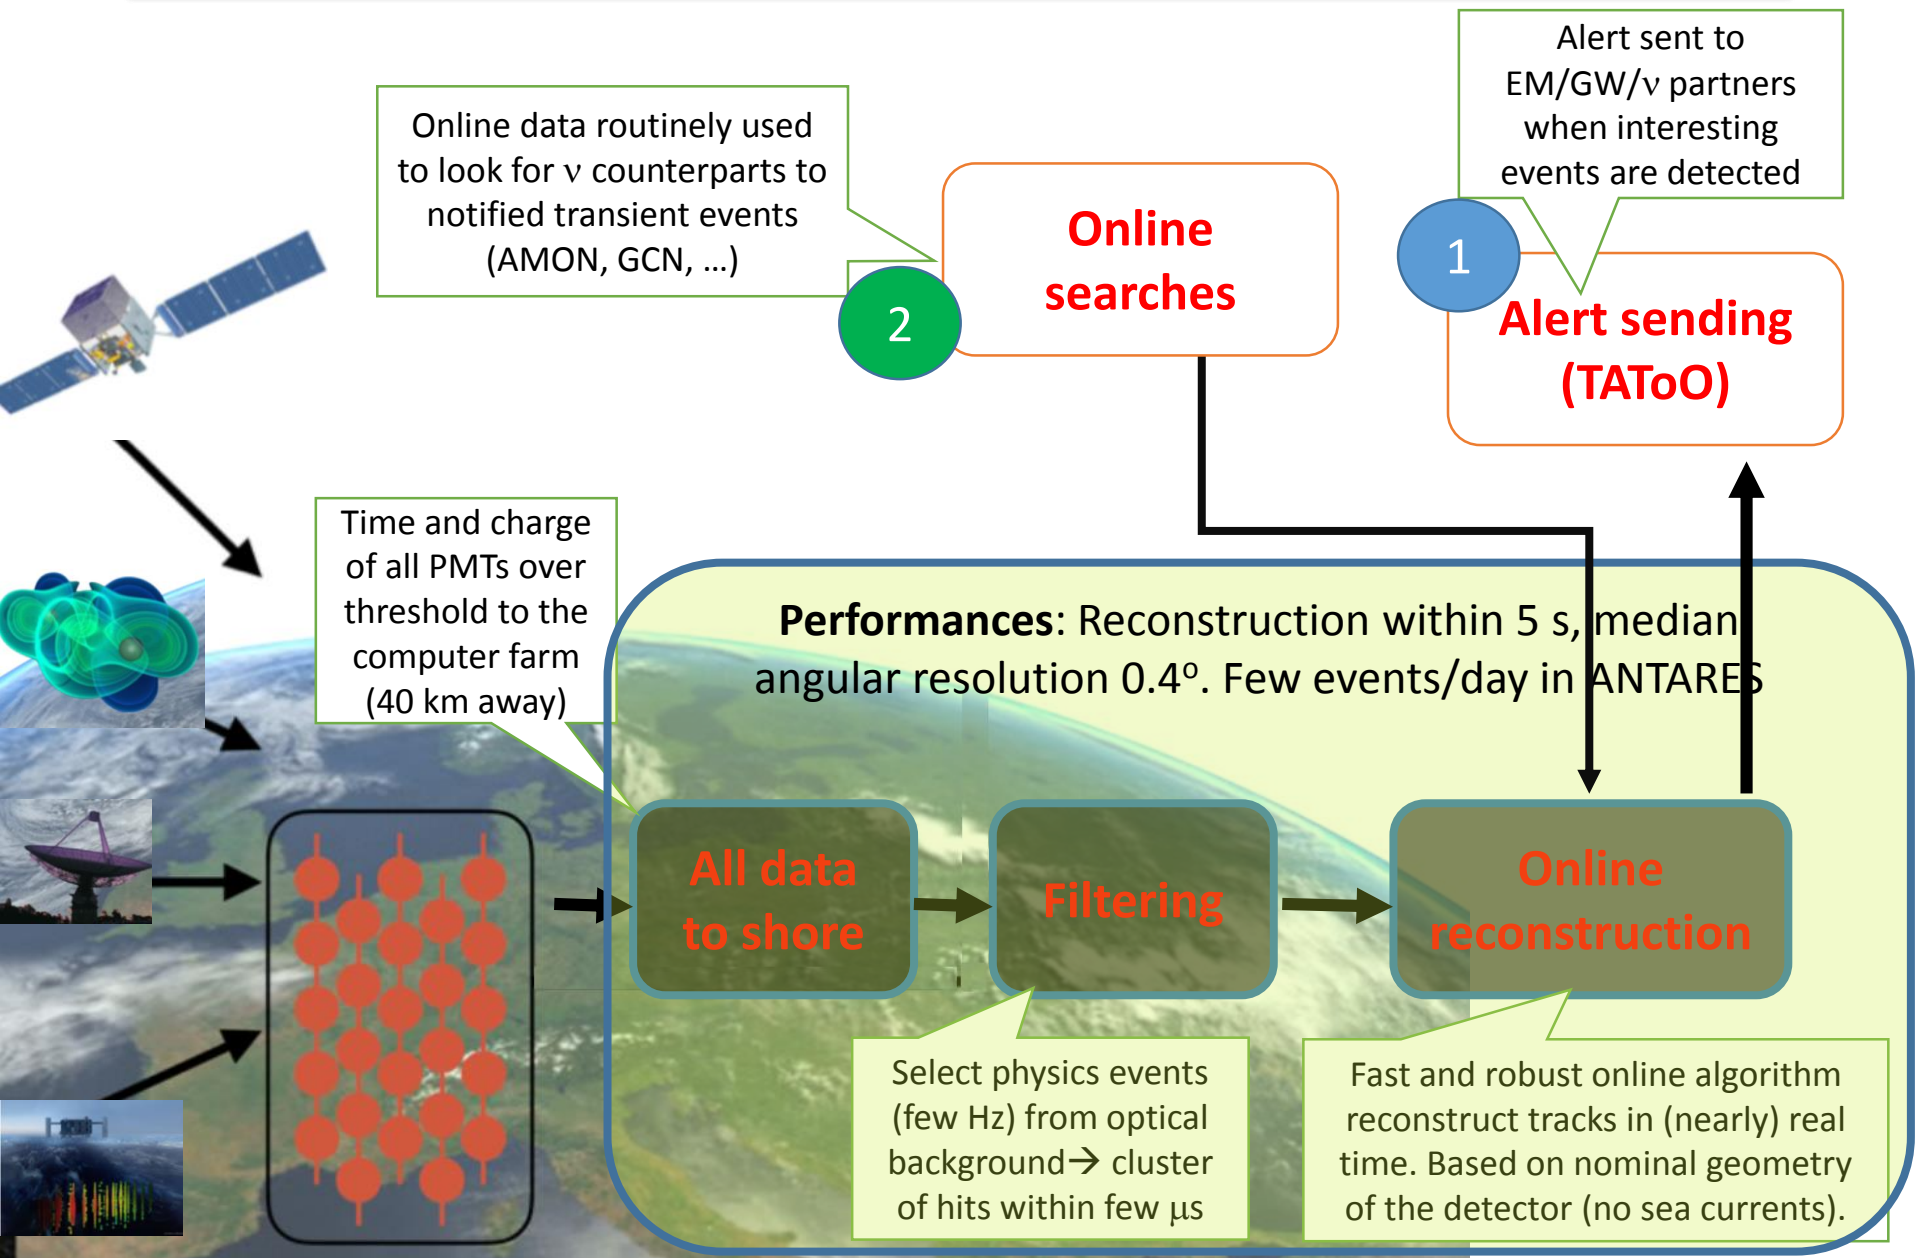 Alert sent to
EM/GW/ν partners
when interesting
events are detected
Online data routinely used
to look for ν counterparts to
notified transient events
(AMON, GCN, ...)
Online
searches
2
1
Alert sending
(TAToO)
Time and charge
of all PMTs over
threshold to the
computer farm
(40 km away)
Performances: Reconstruction within 5 s, median
angular resolution 0.4º. Few events/day in ANTARES
All data
to shore
Filtering
Online
reconstruction
Select physics events
(few Hz) from optical
background→ cluster
of hits within few μs
Fast and robust online algorithm
reconstruct tracks in (nearly) real
time. Based on nominal geometry
of the detector (no sea currents).